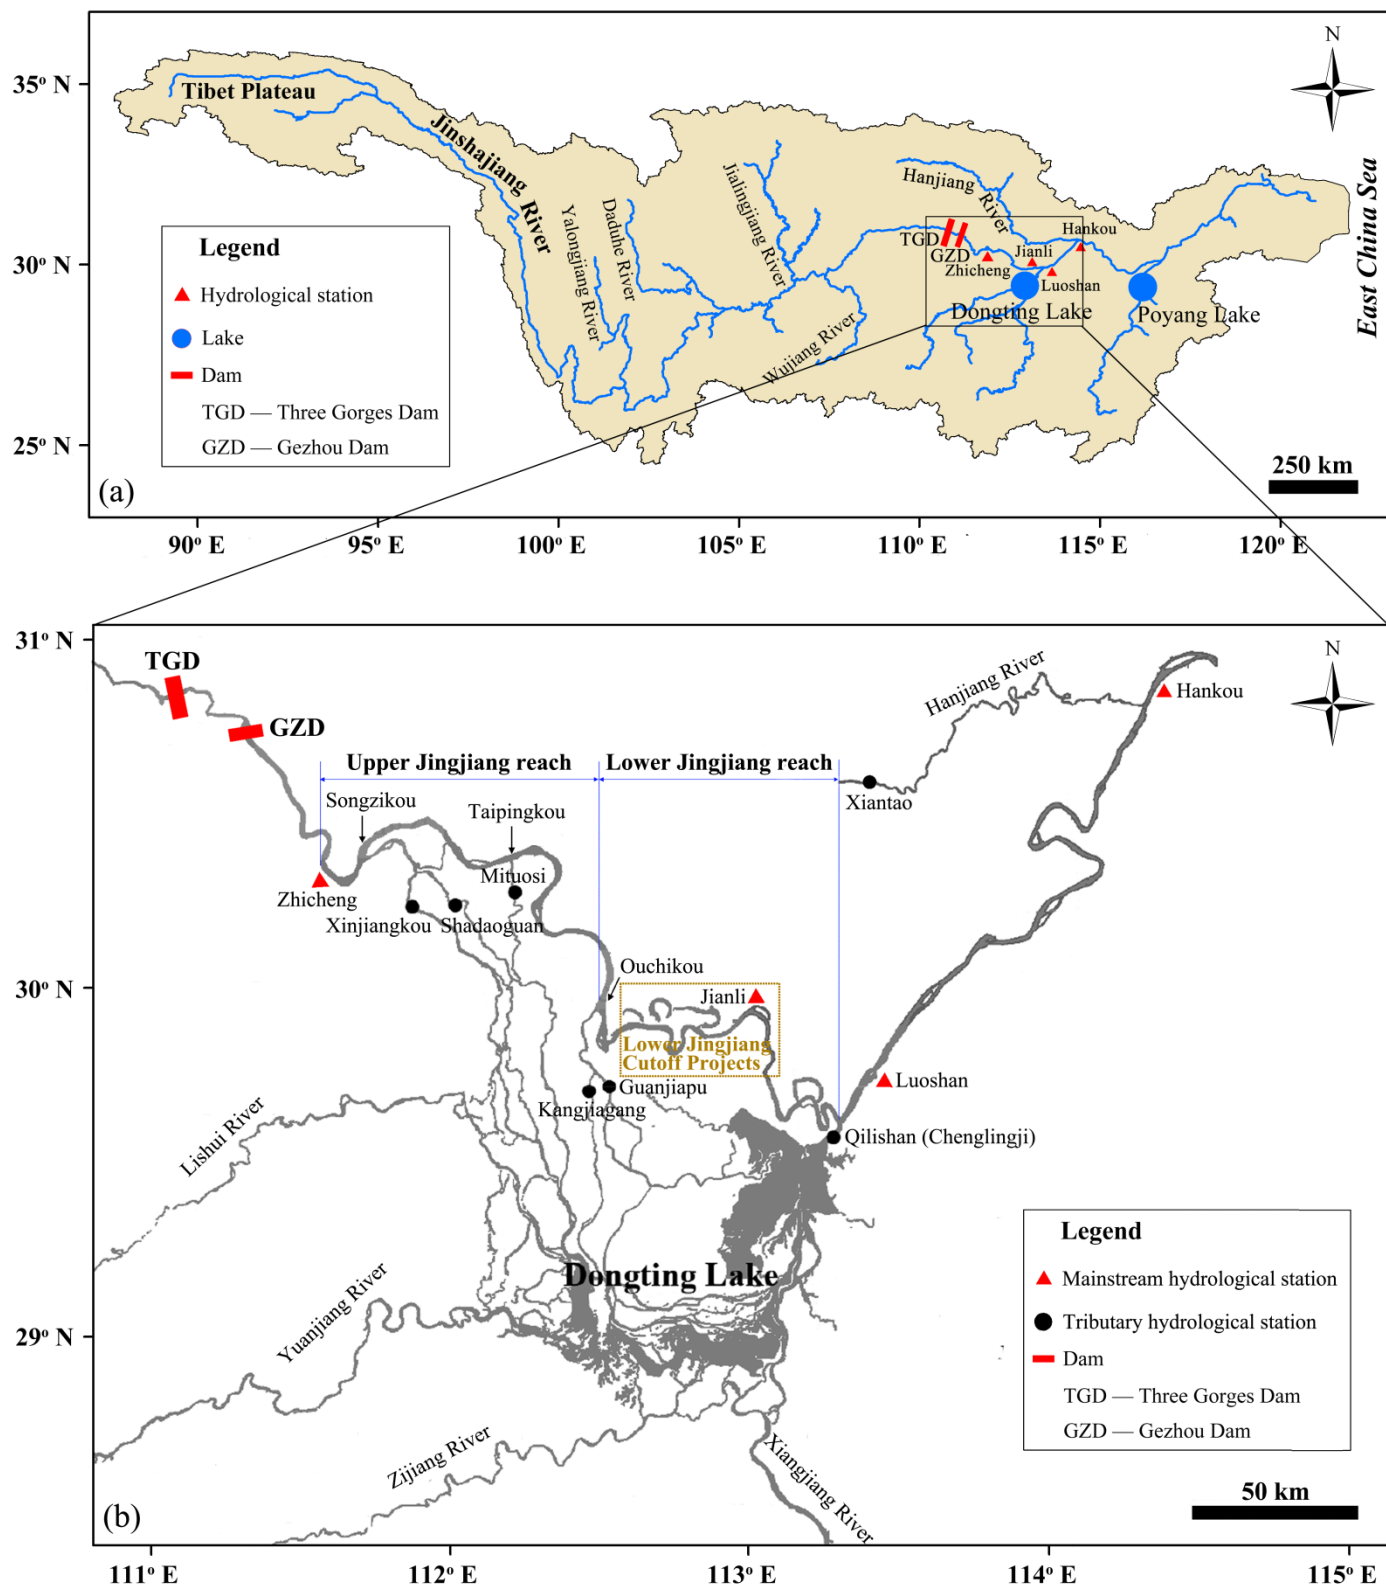 N
35° N
Tibet Plateau
Jinshajiang
River
Yalongjiang River
Daduhe River
Jialingjiang River
Hanjiang
River
Hankou
TGD
GZD
Jianli
Zhicheng
Luoshan
Dongting Lake
Poyang Lake
East China Sea
Wujiang River
30° N
Legend
Hydrological station
Lake
Dam
TGD — Three Gorges Dam
GZD — Gezhou Dam
25° N
250 km
(a)
90° E
95° E
100° E
105° E
110° E
115° E
120° E
31° N
TGD
GZD
N
Hanjiang River
Hankou
Upper Jingjiang reach
Lower Jingjiang reach
Songzikou
Taipingkou
Xiantao
Mituosi
Zhicheng
Xinjiangkou
Shadaoguan
Ouchikou
30° N
Jianli
Lower Jingjiang
Cutoff Projects
Luoshan
Guanjiapu
Kangjiagang
Qilishan (Chenglingji)
Lishui River
Dongting Lake
Yuanjiang River
29° N
Zijiang River
Xiangjiang River
Legend
Mainstream hydrological station
Tributary hydrological station
Dam
TGD — Three Gorges Dam
GZD — Gezhou Dam
50 km
(b)
111° E
112° E
113° E
114° E
115° E